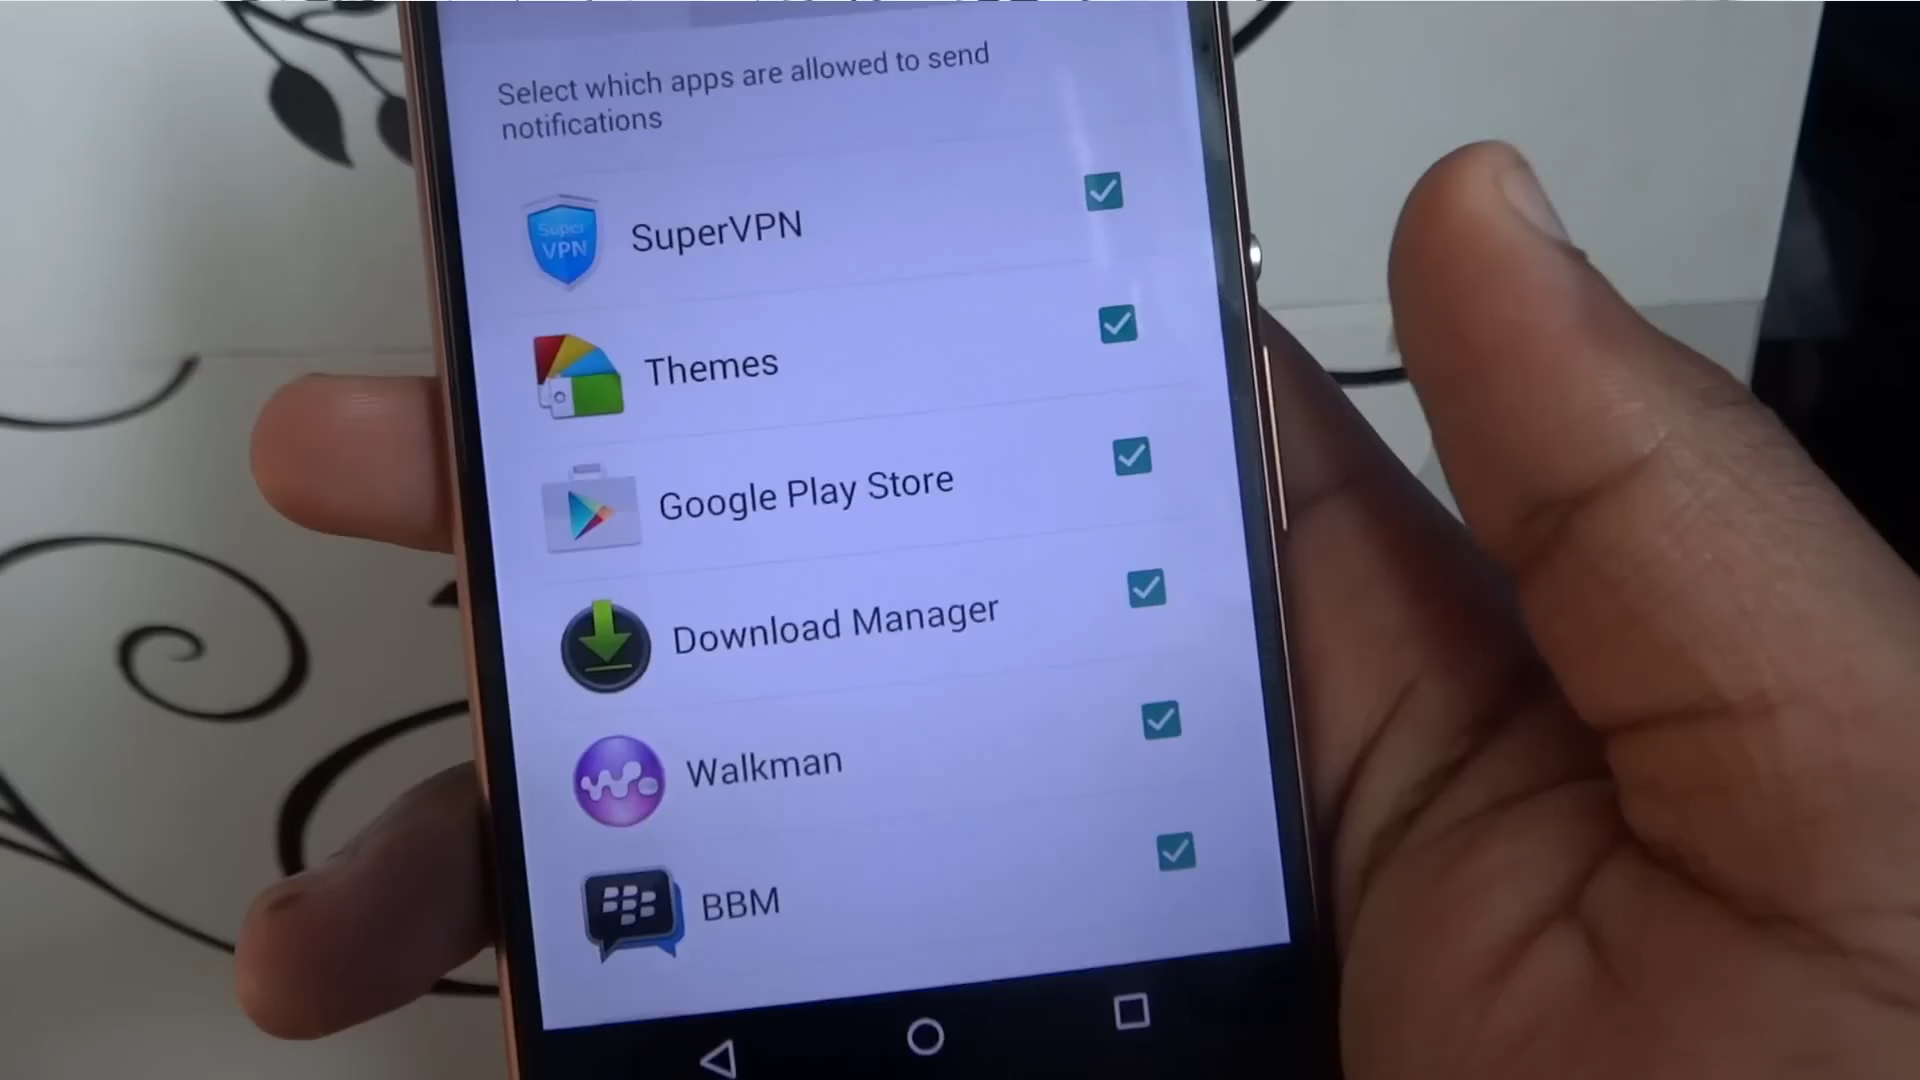 Select which apps are allowed to send
notifications
Super
VPN
SuperVPN
Themes
Google Play Store
Download Manager
Walkman
BBM